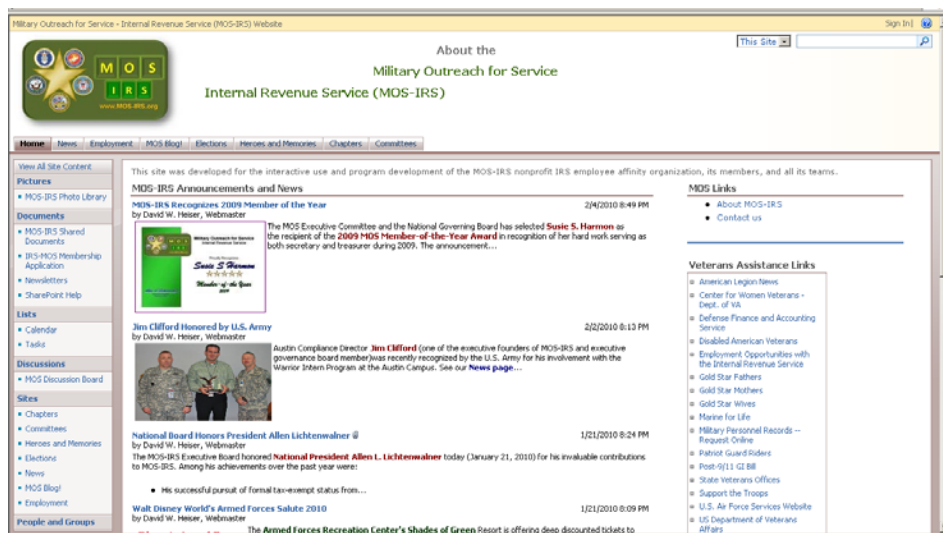 Military Outreach for Service - Internal Revenue Service (MOS-IRS) Website
Sign In
This Site
MOS
IRS
www.MOS-IRS.org
About the
Military Outreach for Service
Internal Revenue Service (MOS-IRS)
Home News Employment MOS Blog! Elections Heroes and Memories Chapters Committees
View All Site Content
Pictures
MOS-IRS Photo Library
Documents
MOS-IRS Shared
Documents
IRS-MOS Membership
Application
Newsletters
SharePoint Help
Lists
Calendar
Tasks
Discussions
MOS Discussion Board
Sites
Chapters
Committees
Heroes and Memories
Elections
News
MOS Blog!
Employment
People and Groups
This site was developed for the interactive use and program development of the MOS-IRS nonprofit IRS employee affinity organization, its members, and all its teams.
MOS-IRS Announcements and News
MOS-IRS Recognizes 2009 Member of the Year 2/4/2010 8:49 PM
by David W. Heiser, Webmaster
The MOS Executive Committee and the National Governing Board has selected Susie S. Harmon as
the recipient of the 2009 MOS Member-of-the-Year Award in recognition of her hard work serving as
both secretary and treasurer during 2009. The announcement...
Military Outreach for Service
Susie S Harmon
Member-of-the-Year
2009
Jim Clifford Honored by U.S. Army 2/2/2010 8:13 PM
by David W. Heiser, Webmaster
Austin Compliance Director Jim Clifford (one of the executive founders of MOS-IRS and executive
governance board member)was recently recognized by the U.S. Army for his involvement with the
Warrior Intern Program at the Austin Campus. See our News page...
National Board Honors President Allen Lichtenwalner 1/21/2010 8:24 PM
by David W. Heiser, Webmaster
The MOS-IRS Executive Board honored National President Allen L. Lichtenwalner today (January 21, 2010) for his invaluable contributions
to MOS-IRS. Among his achievements over the past year were:
• His successful pursuit of formal tax-exempt status from...
Walt Disney World's Armed Forces Salute 2010 1/21/2010 8:09 PM
by David W. Heiser, Webmaster
The Armed Forces Recreation Center's Shades of Green Resort is offering deep discounted tickets to
MOS Links
• About MOS-IRS
• Contact us
Veterans Assistance Links
American Legion News
Center for Women Veterans -
Dept. of VA
Defense Finance and Accounting
Service
Disabled American Veterans
Employment Opportunities with
the Internal Revenue Service
Gold Star Fathers
Gold Star Mothers
Gold Star Wives
Marine for Life
Military Personnel Records --
Request Online
Patriot Guard Riders
Post-9/11 GI Bill
State Veterans Offices
Support the Troops
U.S. Air Force Services Website
US Department of Veterans
Affairs